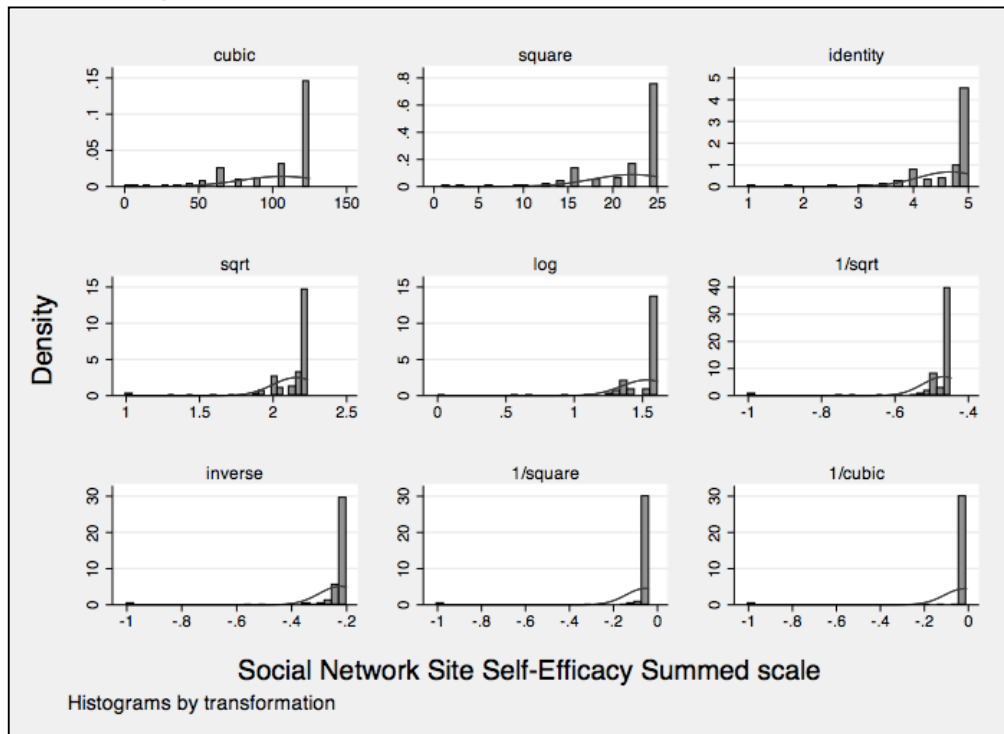 cubic
square
identity
0 .05 .1 .15
0 50 100 150
0 .2 .4 .6 .8
0 5 10 15 20 25
0 1 2 3 4 5
1 2 3 4 5
sqrt
log
1/sqrt
0 5 10 15
1 1.5 2 2.5
0 5 10 15
0 .5 1 1.5
0 10 20 30 40
-1 -.8 -.6 -.4
inverse
1/square
1/cubic
0 10 20 30
-1 -.8 -.6 -.4 -.2
0 10 20 30
-1 -.8 -.6 -.4 -.2 0
0 10 20 30
-1 -.8 -.6 -.4 -.2 0
Density
Social Network Site Self-Efficacy Summed scale
Histograms by transformation